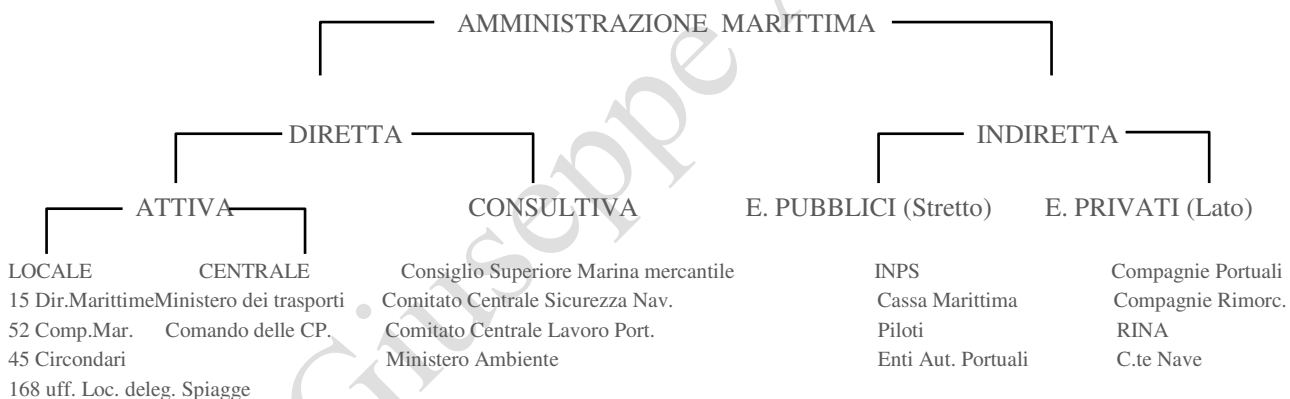 AMMINISTRAZIONE MARITTIMA
DIRETTA INDIRETTA
ATTIVA CONSULTIVA E. PUBBLICI (Stretto) E. PRIVATI (Lato)
LOCALE CENTRALE Consiglio Superiore Marina mercantile INPS Compagnie Portuali
15 Dir.Marittime Ministero dei trasporti Comitato Centrale Sicurezza Nav. Cassa Marittima Compagnie Rimorc.
52 Comp.Mar. Comando delle CP. Comitato Centrale Lavoro Port. Piloti RINA
45 Circondari Ministero Ambiente Enti Aut. Portuali C.te Nave
168 uff. Loc. deleg. Spiagge
Giuseppe